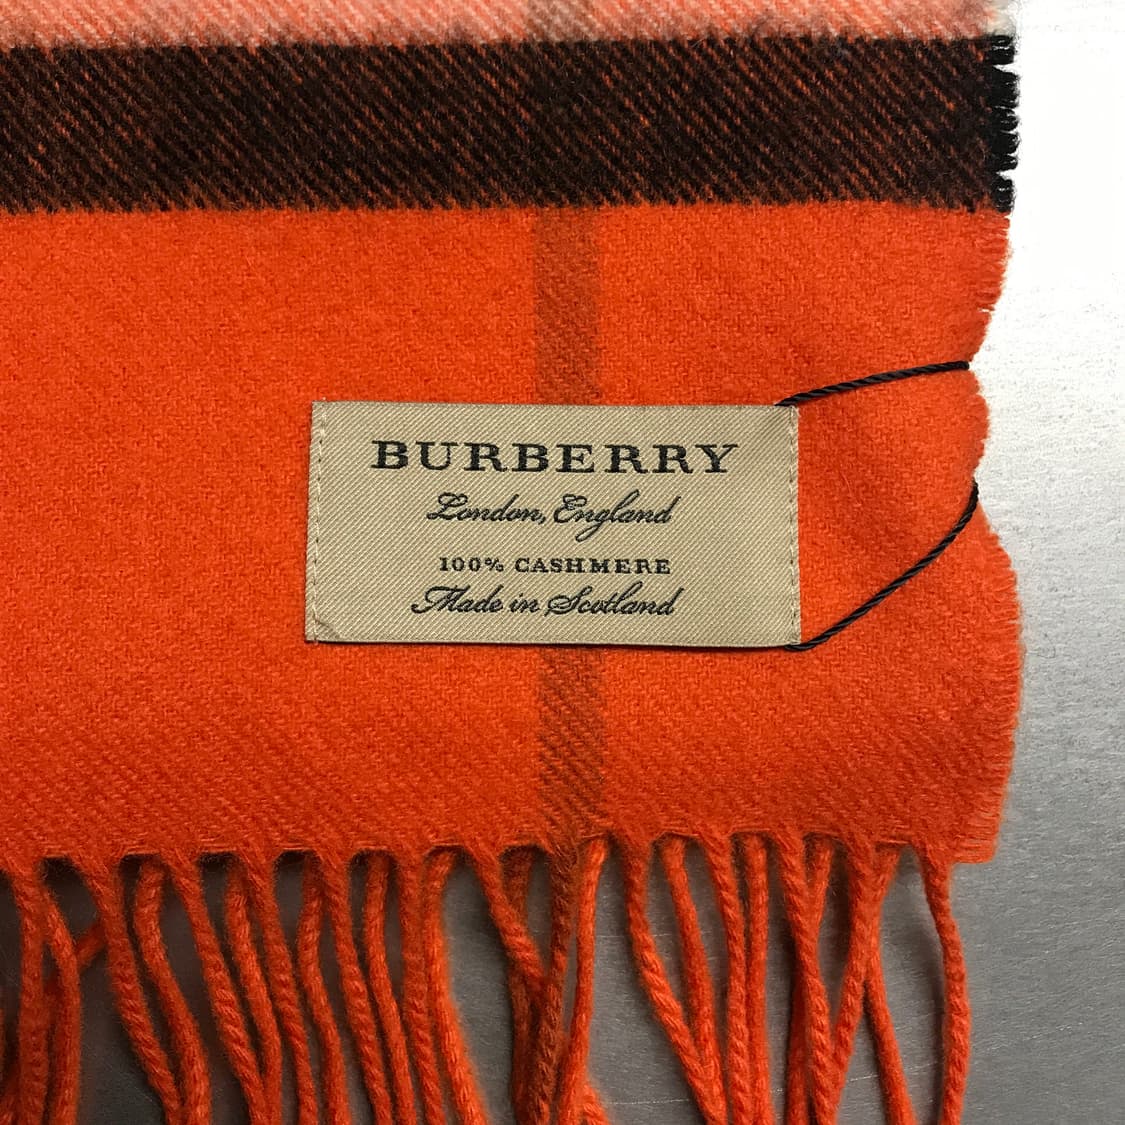 BURBERRY
London, England
100% CASHMERE
Made in Scotland